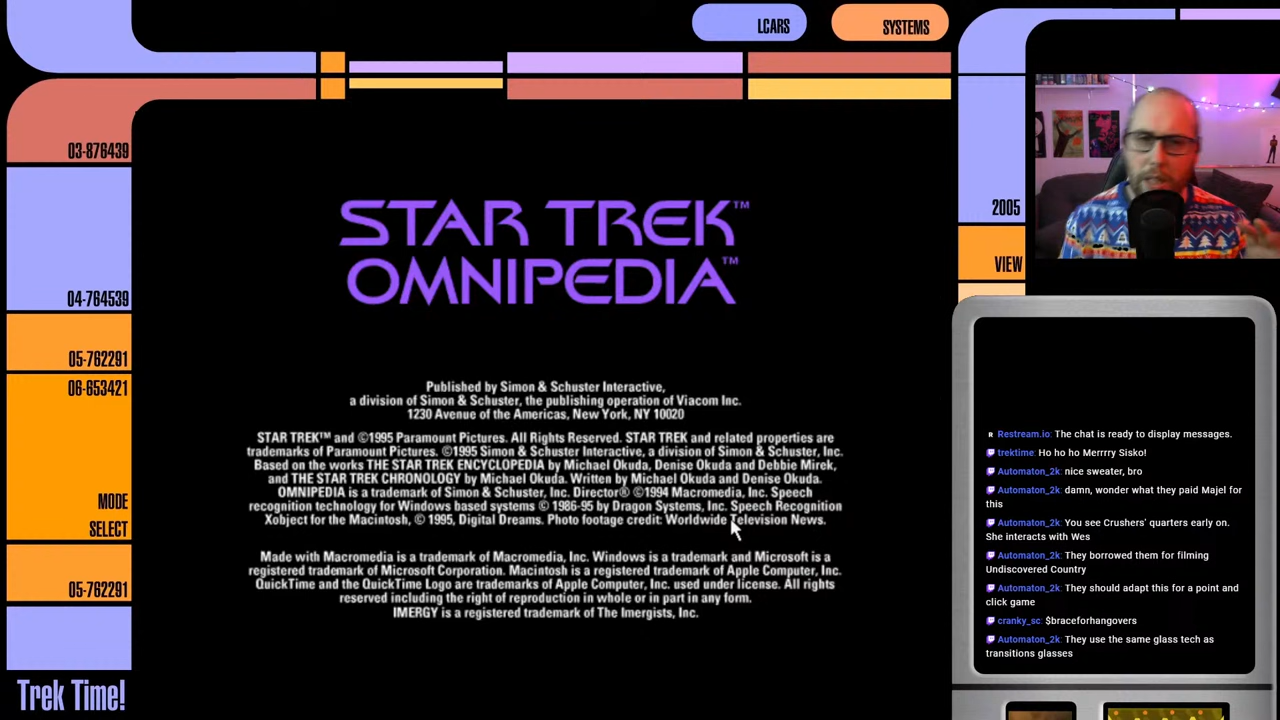 LCARS
SYSTEMS
03-876439
04-764539
05-762291
06-653421
MODE
SELECT
05-762291
Trek Time!
STAR TREK™
OMNIPEDIA™
Published by Simon & Schuster Interactive,
a division of Simon & Schuster, the publishing operation of Viacom Inc.
1230 Avenue of the Americas, New York, NY 10020
STAR TREK™ and ©1995 Paramount Pictures. All Rights Reserved. STAR TREK and related properties are
trademarks of Paramount Pictures. ©1995 Simon & Schuster Interactive, a division of Simon & Schuster, Inc.
Based on the works THE STAR TREK ENCYCLOPEDIA by Michael Okuda, Denise Okuda and Debbie Mirek,
and THE STAR TREK CHRONOLOGY by Michael Okuda. Written by Michael Okuda and Denise Okuda.
OMNIPEDIA is a trademark of Simon & Schuster, Inc. Director® ©1994 Macromedia, Inc. Speech
recognition technology for Windows based systems © 1986-95 by Dragon Systems, Inc. Speech Recognition
Xobject for the Macintosh, © 1995, Digital Dreams. Photo footage credit: Worldwide Television News.
Made with Macromedia is a trademark of Macromedia, Inc. Windows is a trademark and Microsoft is a
registered trademark of Microsoft Corporation. Macintosh is a registered trademark of Apple Computer, Inc.
QuickTime and the QuickTime Logo are trademarks of Apple Computer, Inc. used under license. All rights
reserved including the right of reproduction in whole or in part in any form.
IMERGY is a registered trademark of The Imergists, Inc.
2005
VIEW
R Restream.io: The chat is ready to display messages.
trektime: Ho ho ho Merrrry Sisko!
Automaton_2k: nice sweater, bro
Automaton_2k: damn, wonder what they paid Majel for
this
Automaton_2k: You see Crushers' quarters early on.
She interacts with Wes
Automaton_2k: They borrowed them for filming
Undiscovered Country
Automaton_2k: They should adapt this for a point and
click game
cranky_sc: $braceforhangovers
Automaton_2k: They use the same glass tech as
transitions glasses